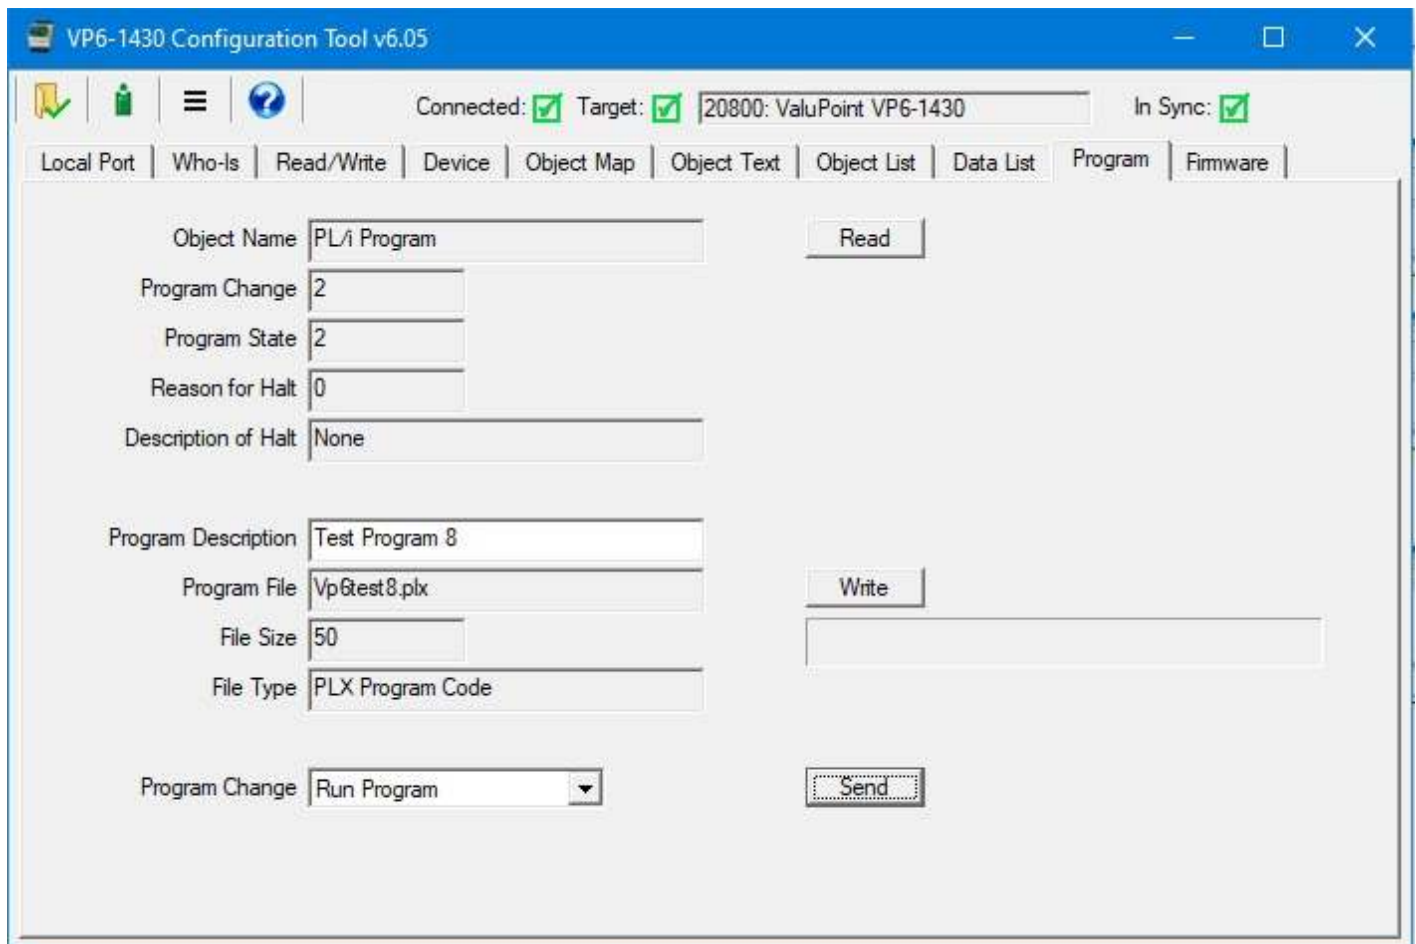 VP6-1430 Configuration Tool v6.05
Connected: Target: 20800: ValuPoint VP6-1430 In Sync:
Local Port Who-Is Read/Write Device Object Map Object Text Object List Data List Program Firmware
Object Name PL/i Program Read
Program Change 2
Program State 2
Reason for Halt 0
Description of Halt None
Program Description Test Program 8
Program File Vp6test8.plx Write
File Size 50
File Type PLX Program Code
Program Change Run Program Send